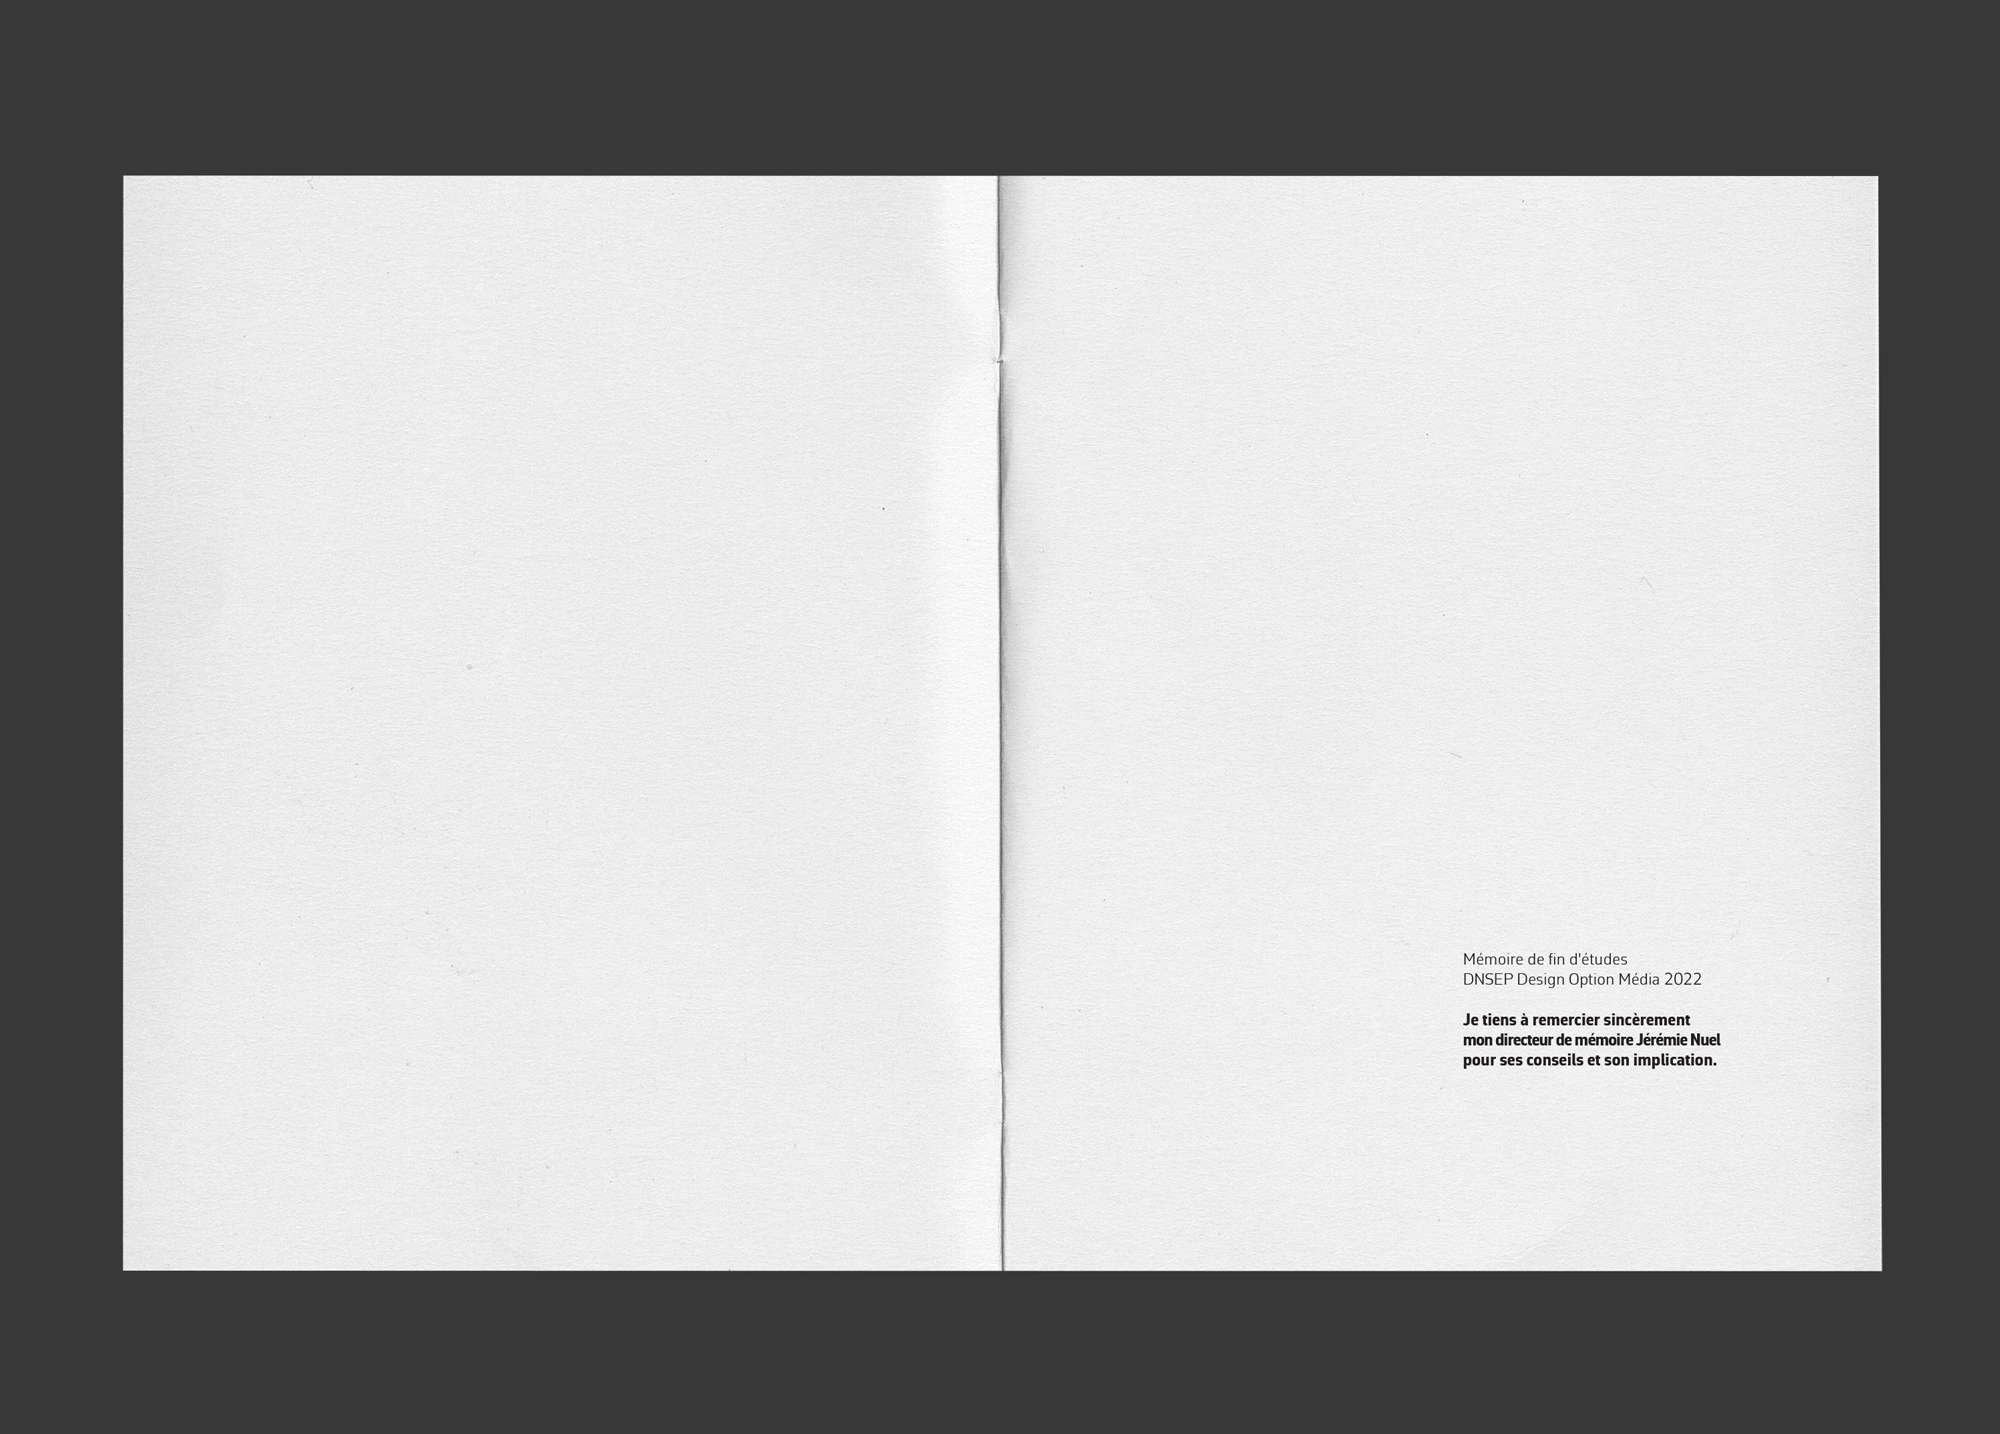 Mémoire de fin d'études
DNSEP Design Option Média 2022
Je tiens à remercier sincèrement
mon directeur de mémoire Jérémie Nuel
pour ses conseils et son implication.